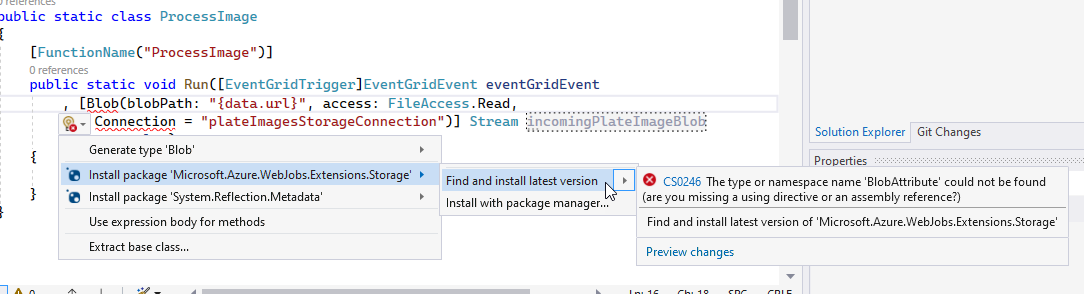 0 references
public static class ProcessImage
{
[FunctionName("ProcessImage")]
0 references
public static void Run([EventGridTrigger]EventGridEvent eventGridEvent
, [Blob(blobPath: "{data.url}", access: FileAccess.Read,
Connection = "plateImagesStorageConnection")] Stream incomingPlateImageBlob
{
}
}
Generate type 'Blob'
Install package 'Microsoft.Azure.WebJobs.Extensions.Storage'
Install package 'System.Reflection.Metadata'
Use expression body for methods
Extract base class...
Find and install latest version
Install with package manager...
CS0246 The type or namespace name 'BlobAttribute' could not be found
(are you missing a using directive or an assembly reference?)
Find and install latest version of 'Microsoft.Azure.WebJobs.Extensions.Storage'
Preview changes
Solution Explorer Git Changes
Properties
0
Ln: 16 Ch: 18 SPC CRLF